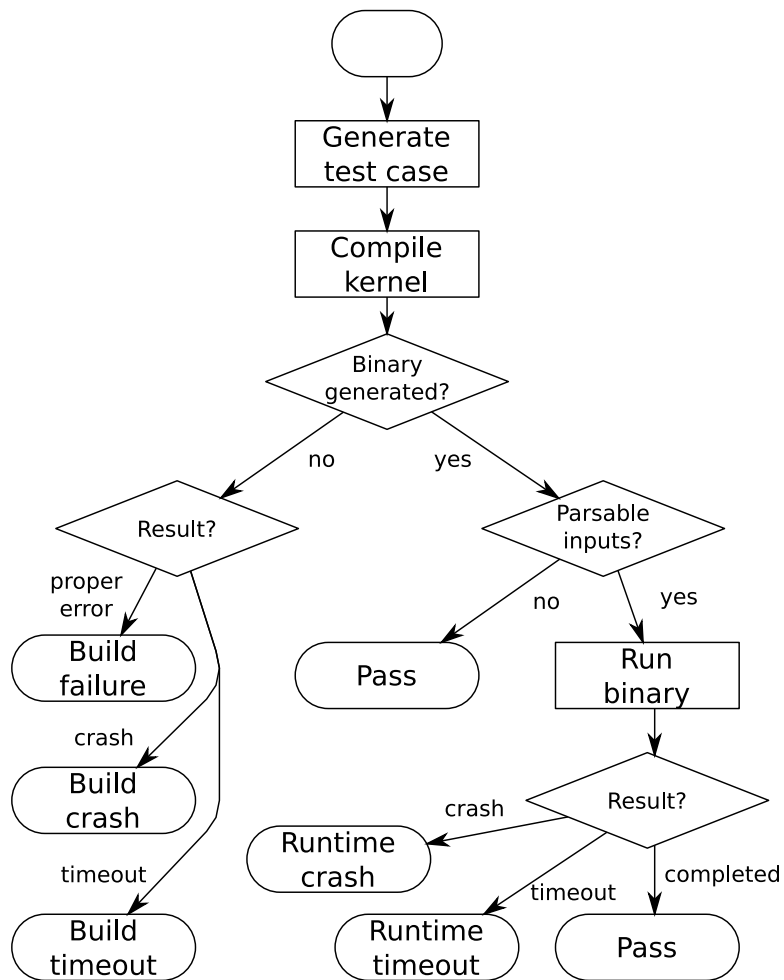 Generate
test case
Compile
kernel
Binary
generated?
no
yes
Result?
Parsable
inputs?
proper
error
no
yes
Build
failure
Pass
Run
binary
crash
Build
crash
Result?
crash
Runtime
crash
timeout
timeout
completed
Build
timeout
Runtime
timeout
Pass